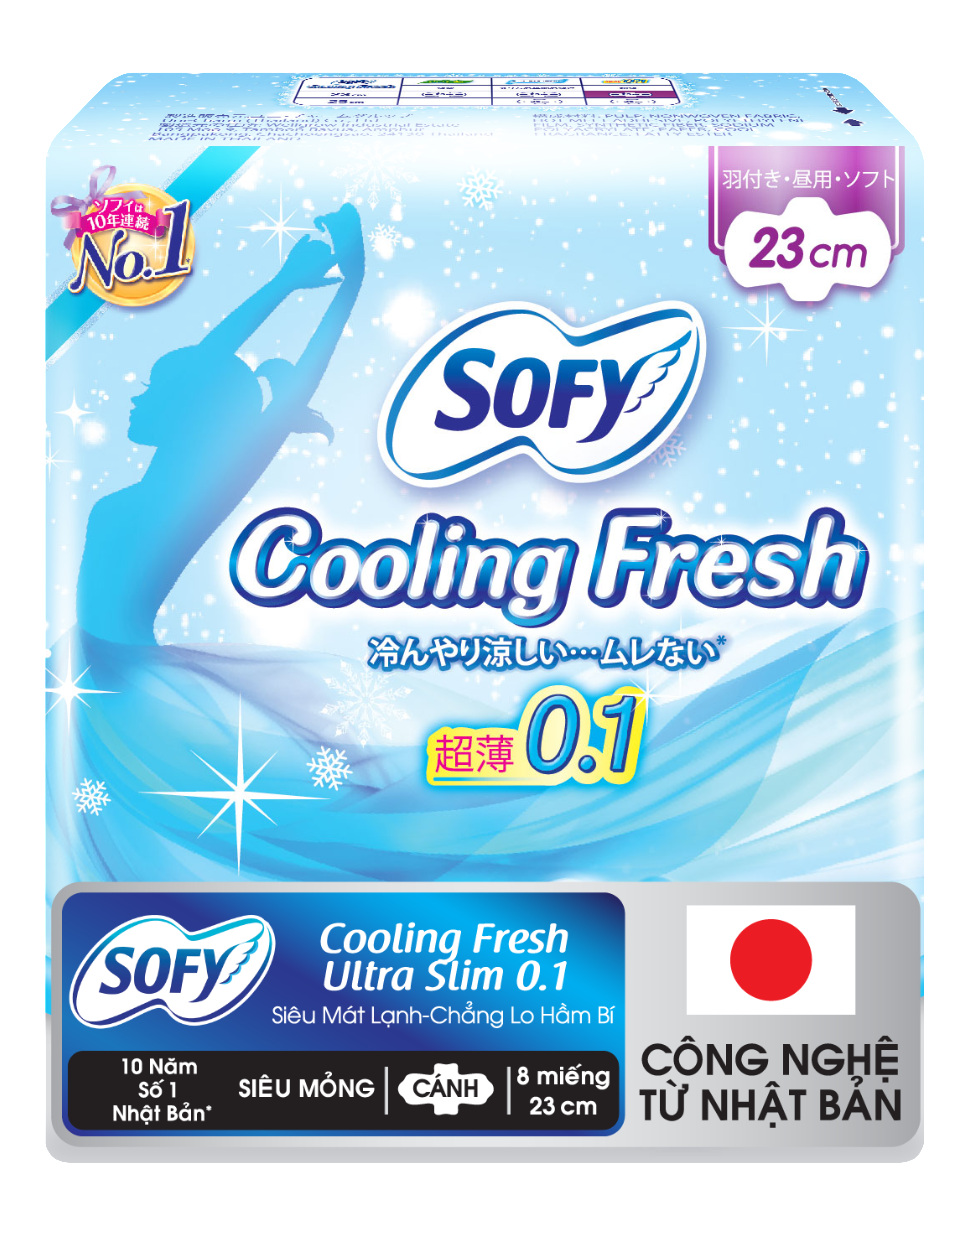 MADE IN THAILAND
ソフィは
10年連続
No.1*
羽付き・昼用・ソフト
23cm
SOFY
Cooling Fresh
冷んやり涼しい…ムレない*
超薄 0.1
SOFY
Cooling Fresh
Ultra Slim 0.1
Siêu Mát Lạnh-Chẳng Lo Hầm Bí
10 Năm
Số 1
Nhật Bản*
SIÊU MỎNG
CÁNH
8 miếng
23 cm
CÔNG NGHỆ
TỪ NHẬT BẢN